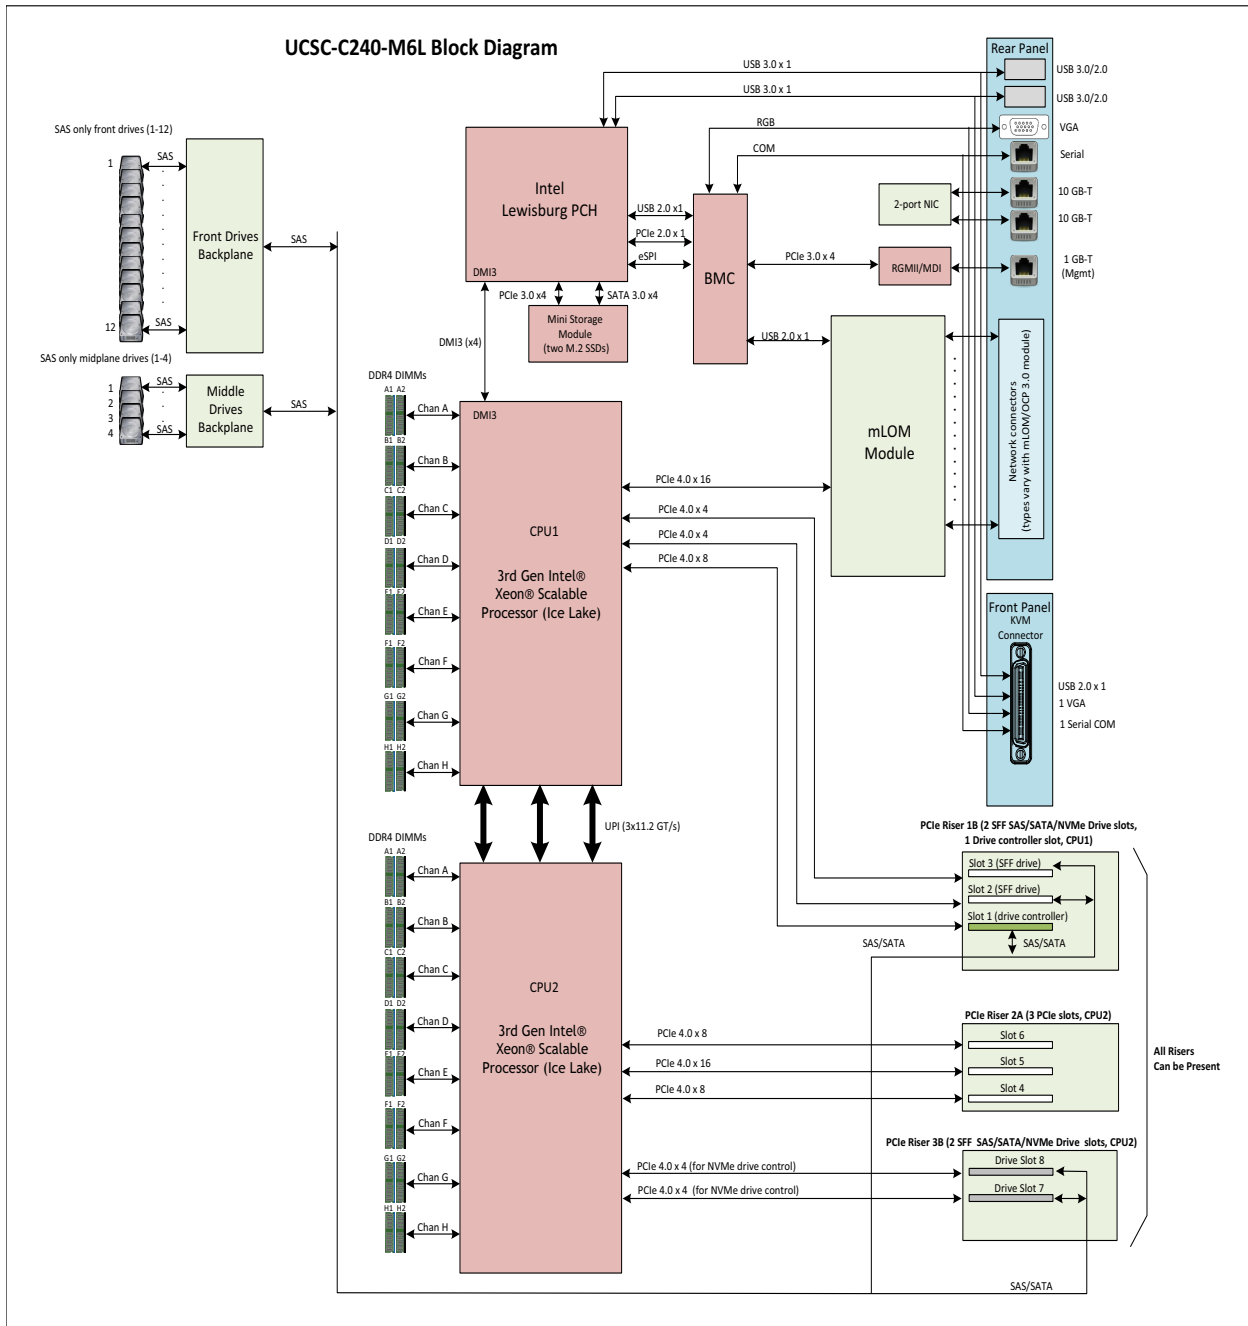 UCSC-C240-M6L Block Diagram
SAS only front drives (1-12)
1
SAS
Front Drives
Backplane
SAS
12
SAS
SAS only midplane drives (1-4)
1
2
3
4
SAS
SAS
Middle
Drives
Backplane
SAS
Intel
Lewisburg PCH
DMI3
USB 3.0 x 1
USB 3.0 x 1
RGB
COM
USB 2.0 x1
PCIe 2.0 x 1
eSPI
BMC
PCIe 3.0 x4
SATA 3.0 x4
Mini Storage
Module
(two M.2 SSDs)
DMI3 (x4)
PCIe 3.0 x 4
USB 2.0 x 1
2-port NIC
RGMII/MDI
mLOM
Module
Rear Panel
USB 3.0/2.0
USB 3.0/2.0
VGA
Serial
10 GB-T
10 GB-T
1 GB-T
(Mgmt)
Network connectors
(types vary with mLOM/OCP 3.0 module)
Front Panel
KVM
Connector
USB 2.0 x 1
1 VGA
1 Serial COM
DDR4 DIMMs
A1 A2
Chan A
B1 B2
Chan B
C1 C2
Chan C
D1 D2
Chan D
E1 E2
Chan E
F1 F2
Chan F
G1 G2
Chan G
H1 H2
Chan H
DMI3
CPU1
3rd Gen Intel®
Xeon® Scalable
Processor (Ice Lake)
PCIe 4.0 x 16
PCIe 4.0 x 4
PCIe 4.0 x 4
PCIe 4.0 x 8
UPI (3x11.2 GT/s)
DDR4 DIMMs
A1 A2
Chan A
B1 B2
Chan B
C1 C2
Chan C
D1 D2
Chan D
E1 E2
Chan E
F1 F2
Chan F
G1 G2
Chan G
H1 H2
Chan H
CPU2
3rd Gen Intel®
Xeon® Scalable
Processor (Ice Lake)
PCIe 4.0 x 8
PCIe 4.0 x 16
PCIe 4.0 x 8
PCIe 4.0 x 4 (for NVMe drive control)
PCIe 4.0 x 4 (for NVMe drive control)
PCIe Riser 1B (2 SFF SAS/SATA/NVMe Drive slots,
1 Drive controller slot, CPU1)
Slot 3 (SFF drive)
Slot 2 (SFF drive)
Slot 1 (drive controller)
SAS/SATA
SAS/SATA
PCIe Riser 2A (3 PCIe slots, CPU2)
Slot 6
Slot 5
Slot 4
All Risers
Can be Present
PCIe Riser 3B (2 SFF SAS/SATA/NVMe Drive slots, CPU2)
Drive Slot 8
Drive Slot 7
SAS/SATA